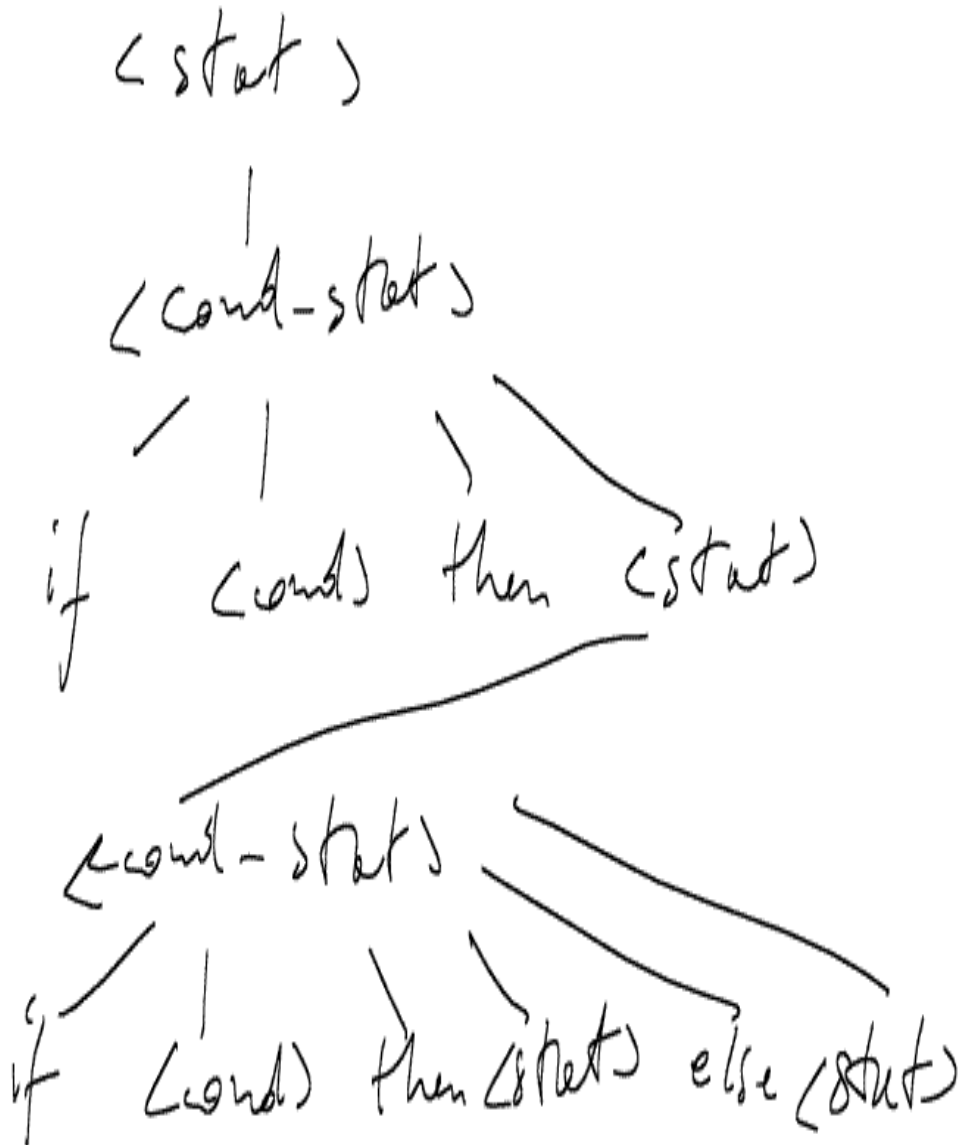 <stat>
<cond-stat>
if <cond> then <stat>
<cond-stat>
if <cond> then <stat> else <stat>